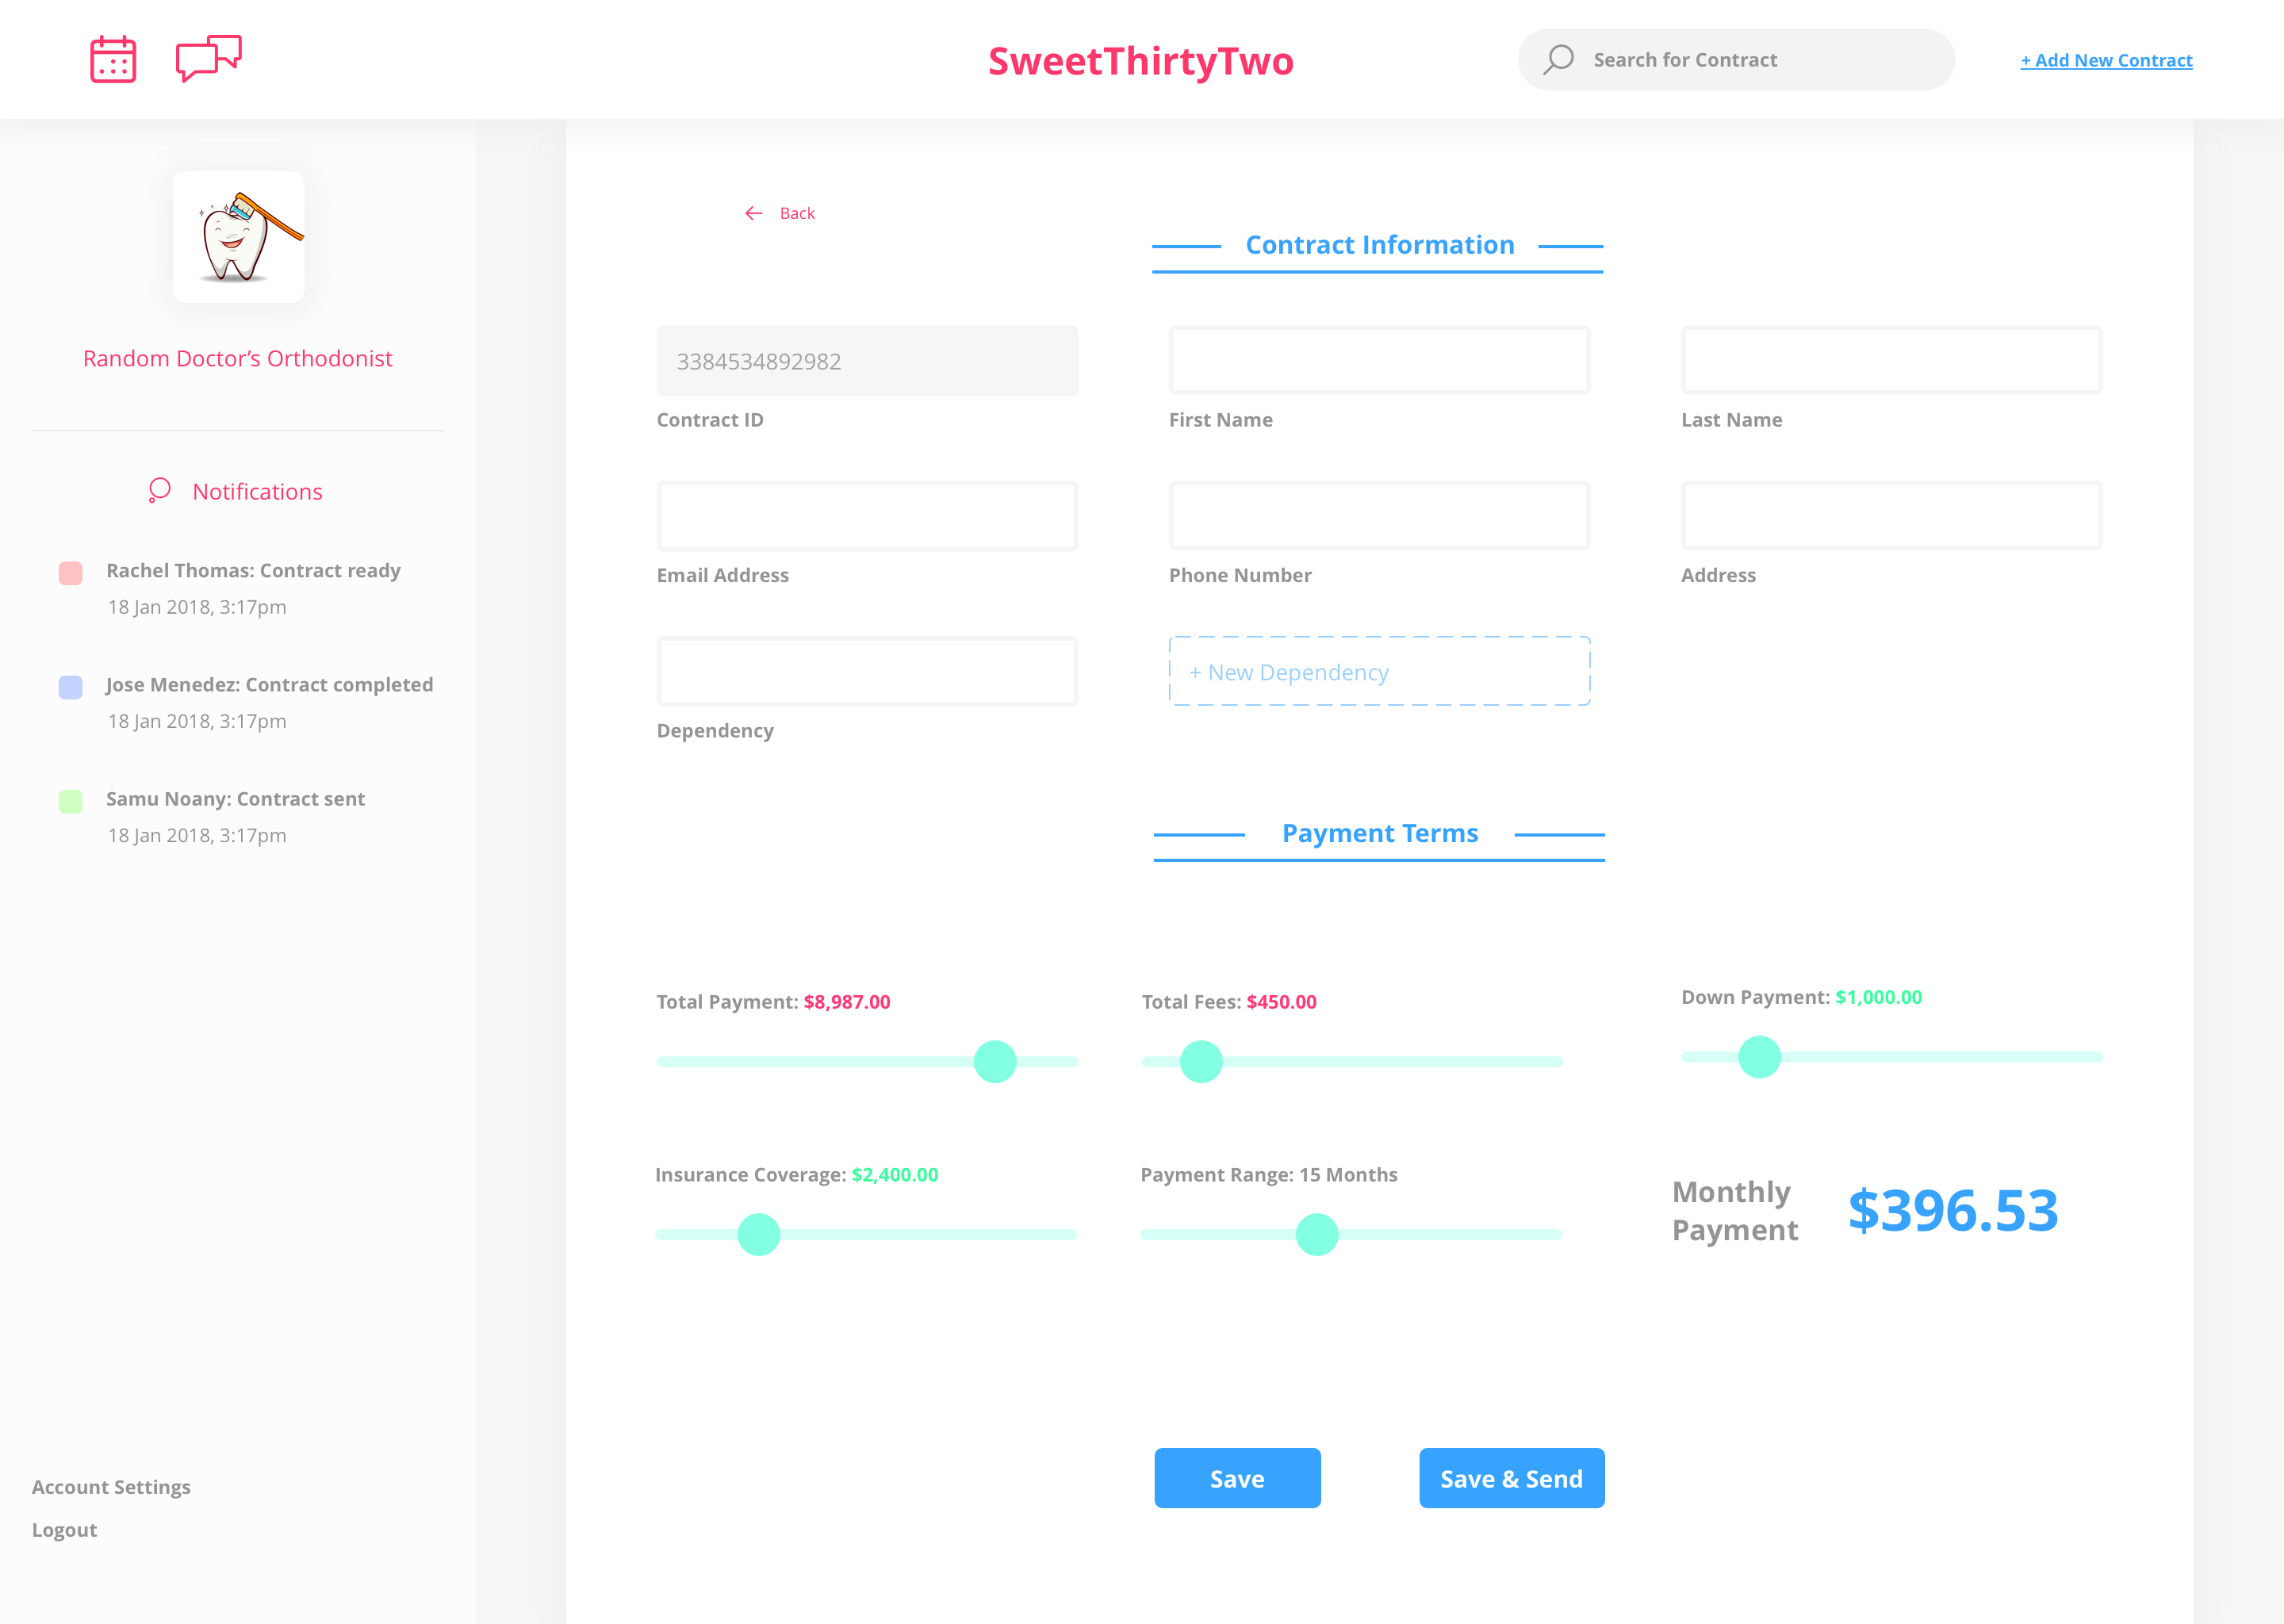 SweetThirtyTwo
Search for Contract
+ Add New Contract
Random Doctor’s Orthodonist
Notifications
Rachel Thomas: Contract ready
18 Jan 2018, 3:17pm
Jose Menedez: Contract completed
18 Jan 2018, 3:17pm
Samu Noany: Contract sent
18 Jan 2018, 3:17pm
Account Settings
Logout
Back
Contract Information
3384534892982
Contract ID
First Name
Last Name
Email Address
Phone Number
Address
+ New Dependency
Dependency
Payment Terms
Total Payment: $8,987.00
Total Fees: $450.00
Down Payment: $1,000.00
Insurance Coverage: $2,400.00
Payment Range: 15 Months
Monthly
Payment
$396.53
Save
Save & Send